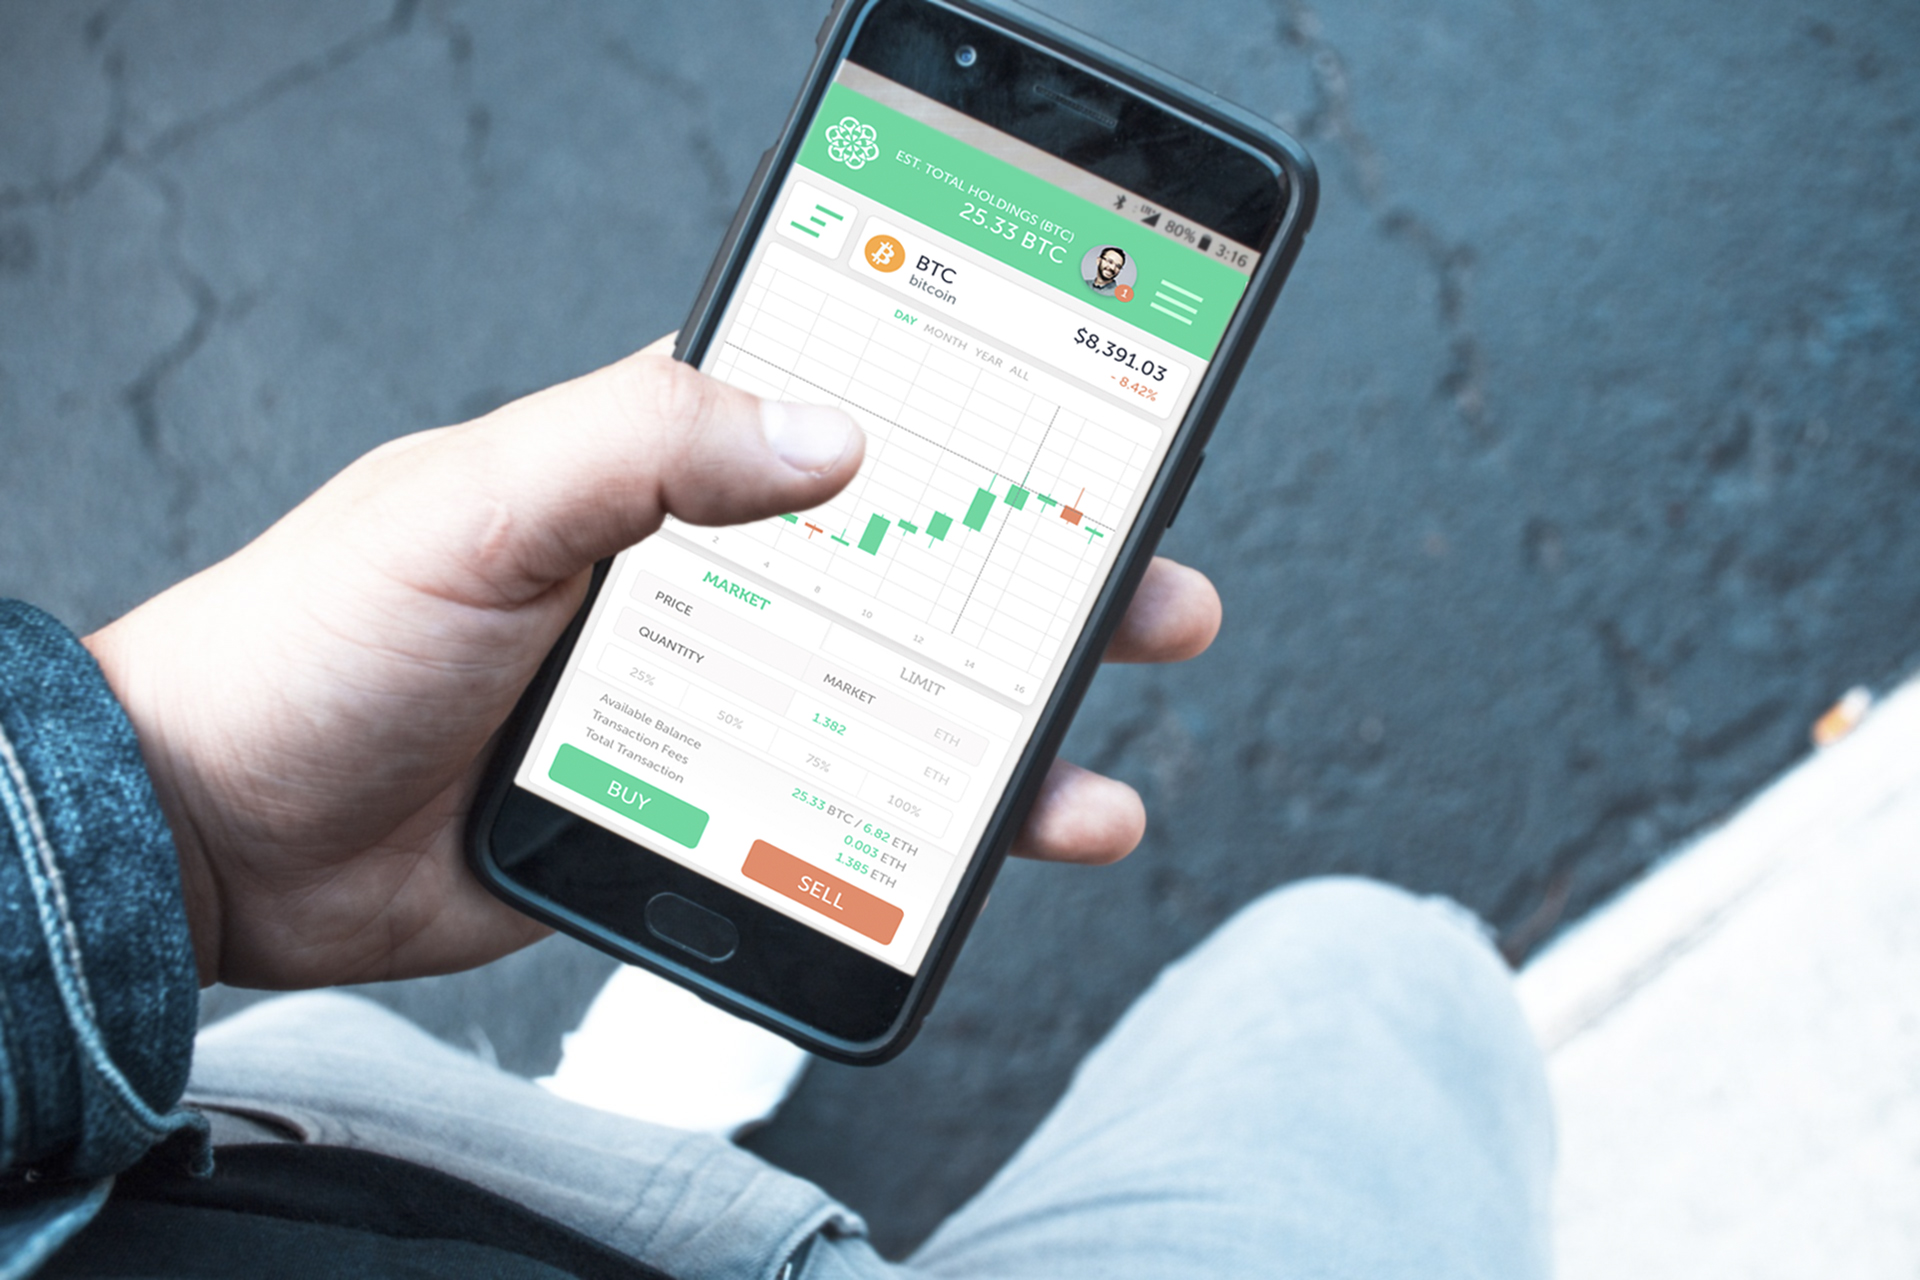 LTE
80%
3:16
EST. TOTAL HOLDINGS (BTC)
25.33 BTC
1
BTC
bitcoin
$8,391.03
- 8.42%
DAY MONTH YEAR ALL
2 4 8 10 12 14 16
MARKET LIMIT
PRICE MARKET ETH
QUANTITY 1.382 ETH
25% 50% 75% 100%
Available Balance 25.33 BTC / 6.82 ETH
Transaction Fees 0.003 ETH
Total Transaction 1.385 ETH
BUY SELL